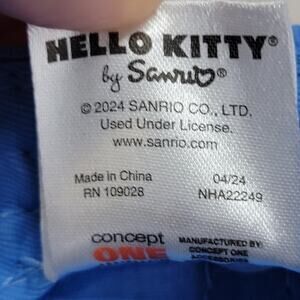 HELLO KITTY®
by Sanrio®
© 2024 SANRIO CO., LTD.
Used Under License.
www.sanrio.com
Made in China 04/24
RN 109028 NHA22249
concept MANUFACTURED BY:
ONE CONCEPT ONE
ACCESSORIES